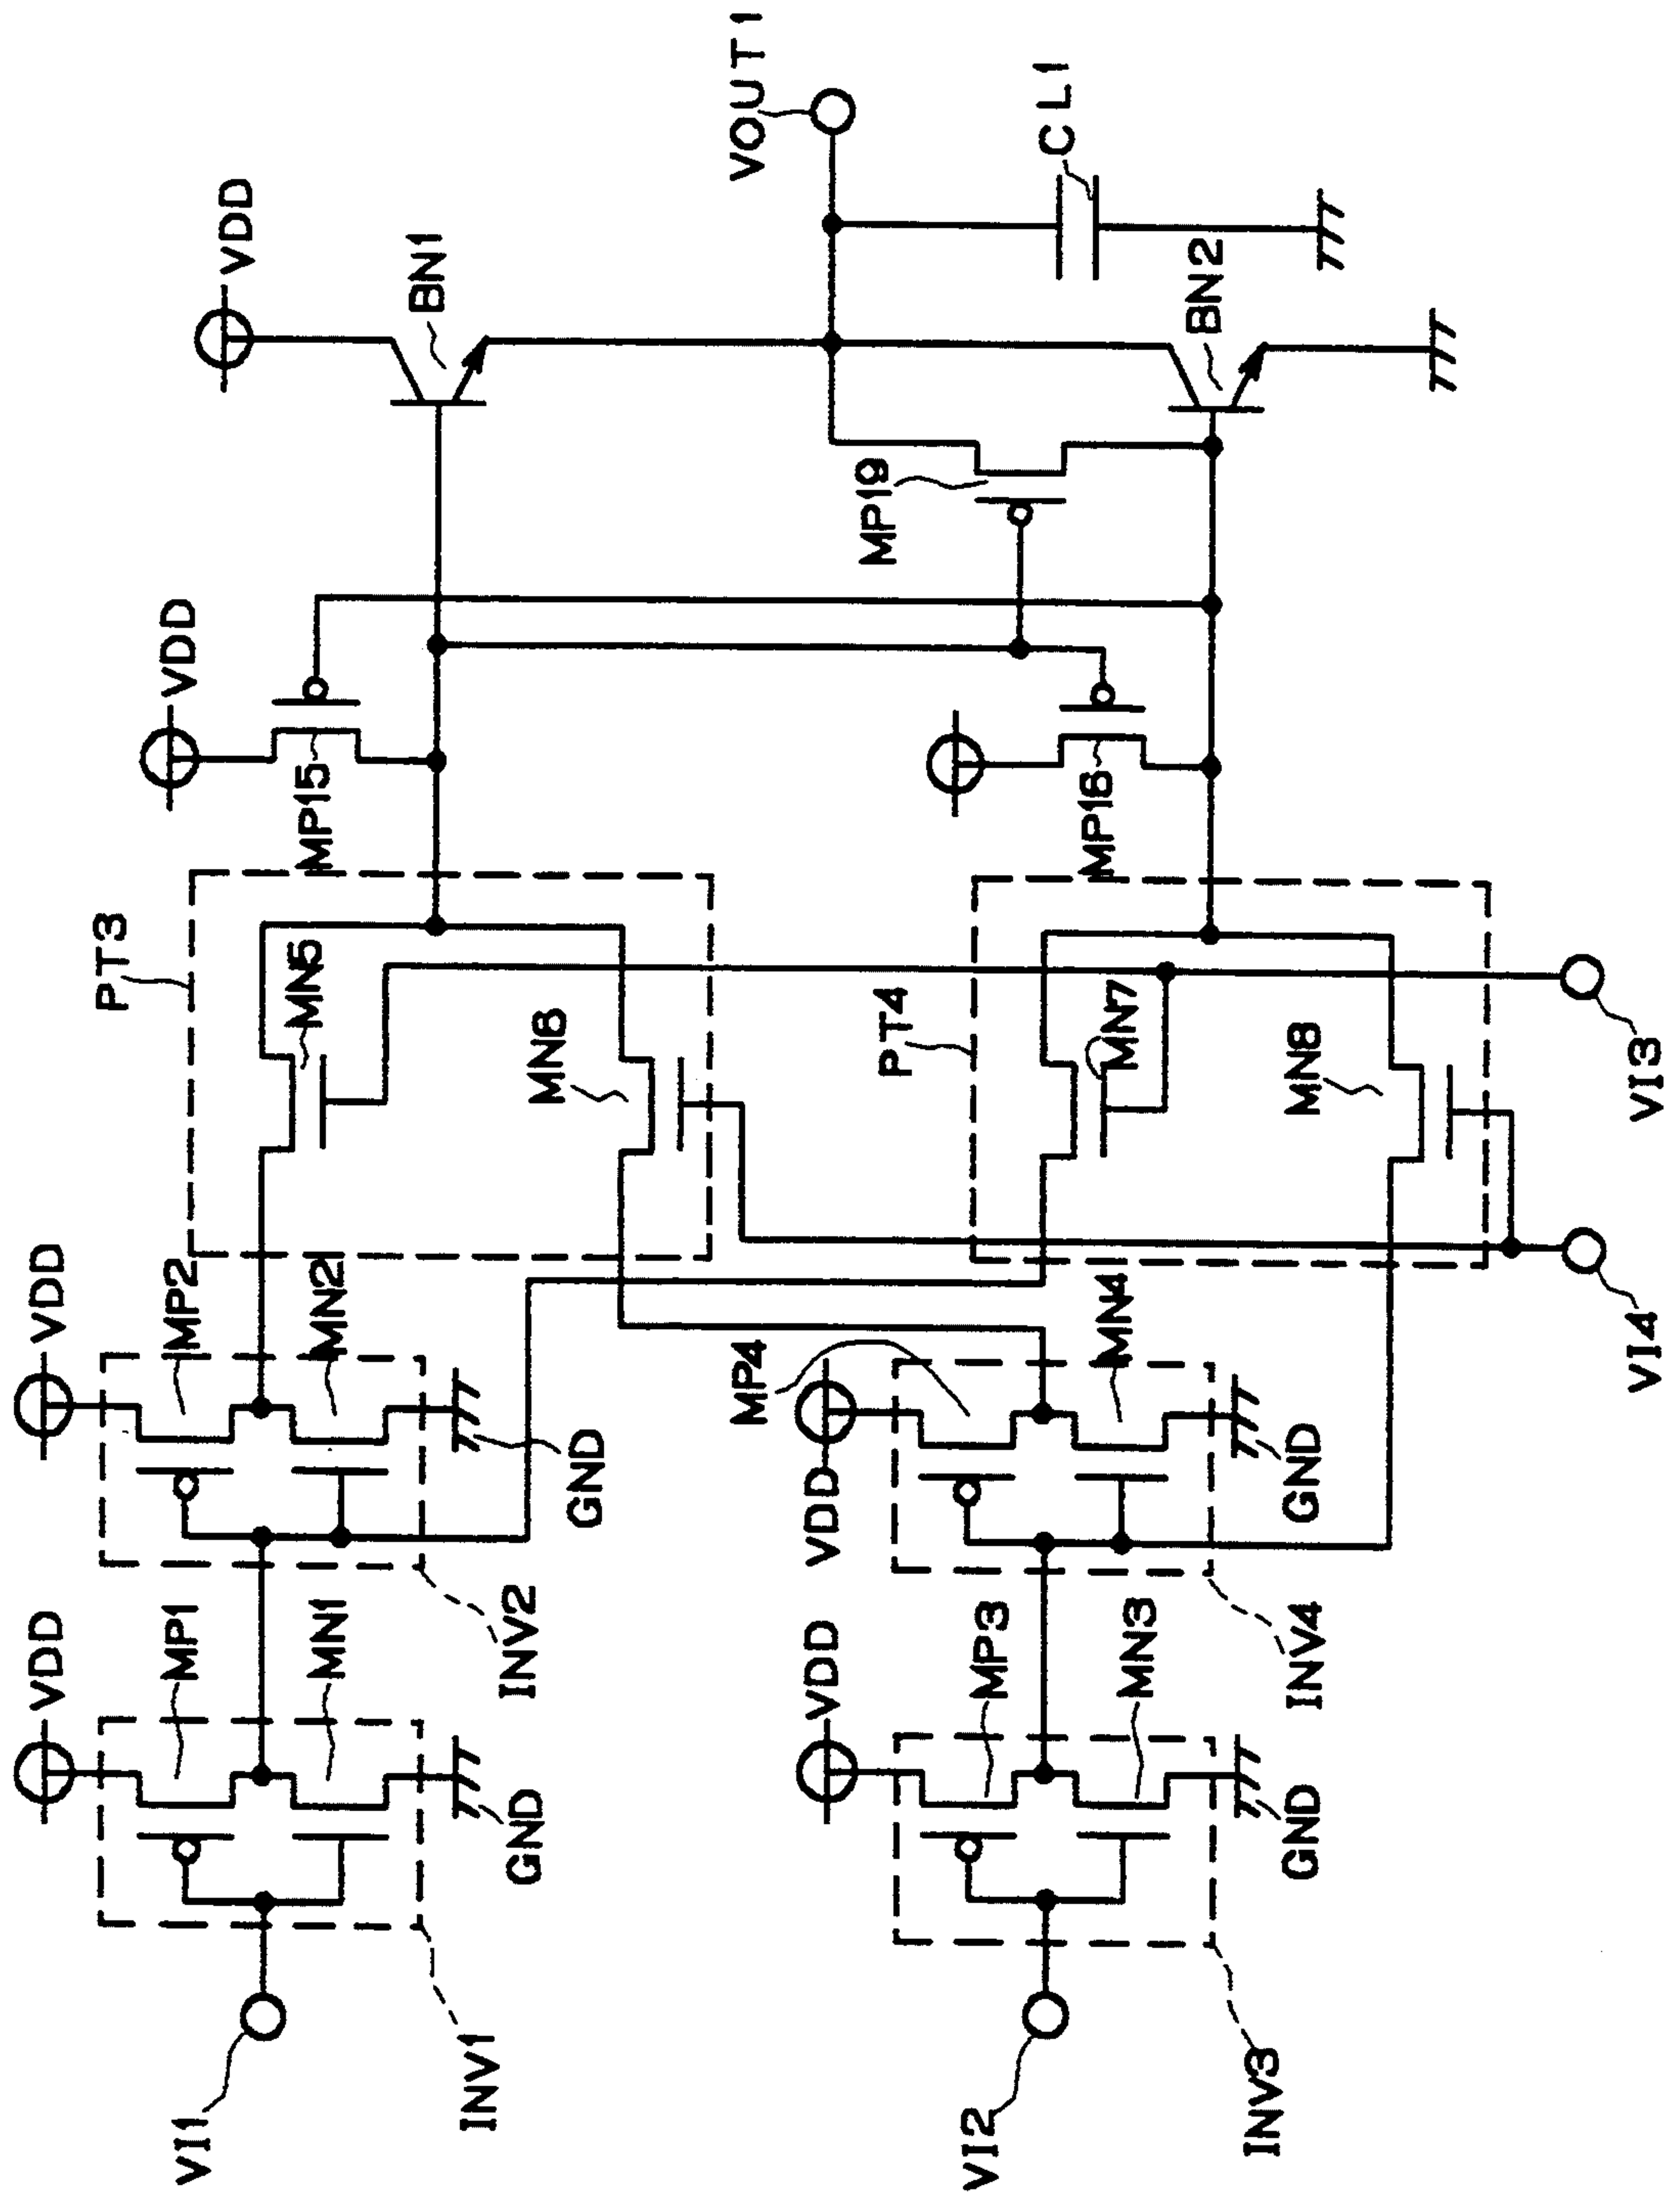 VDD
VDD
PT3
VI1
MP1
MP2
VDD
VDD
MN1
MN2
MN5
MP15
BN1
INV1
GND
INV2
GND
MN6
MP4
VOUT1
VDD
VDD
PT4
MP19
VI2
MP3
CL1
MN3
MN4
MN7
MP16
BN2
INV3
GND
INV4
GND
MN8
VI4
VI3